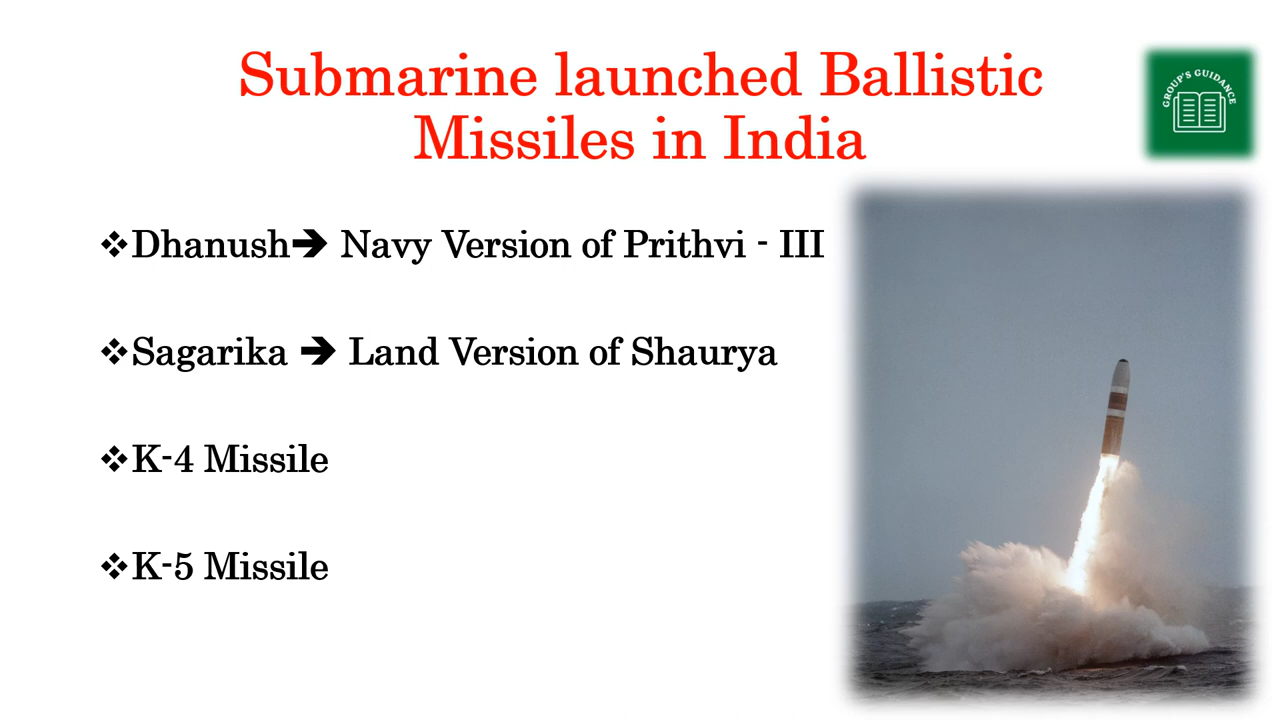 Submarine launched Ballistic
Missiles in India
GROUP'S GUIDANCE
❖Dhanush➔ Navy Version of Prithvi - III
❖Sagarika ➔ Land Version of Shaurya
❖K-4 Missile
❖K-5 Missile